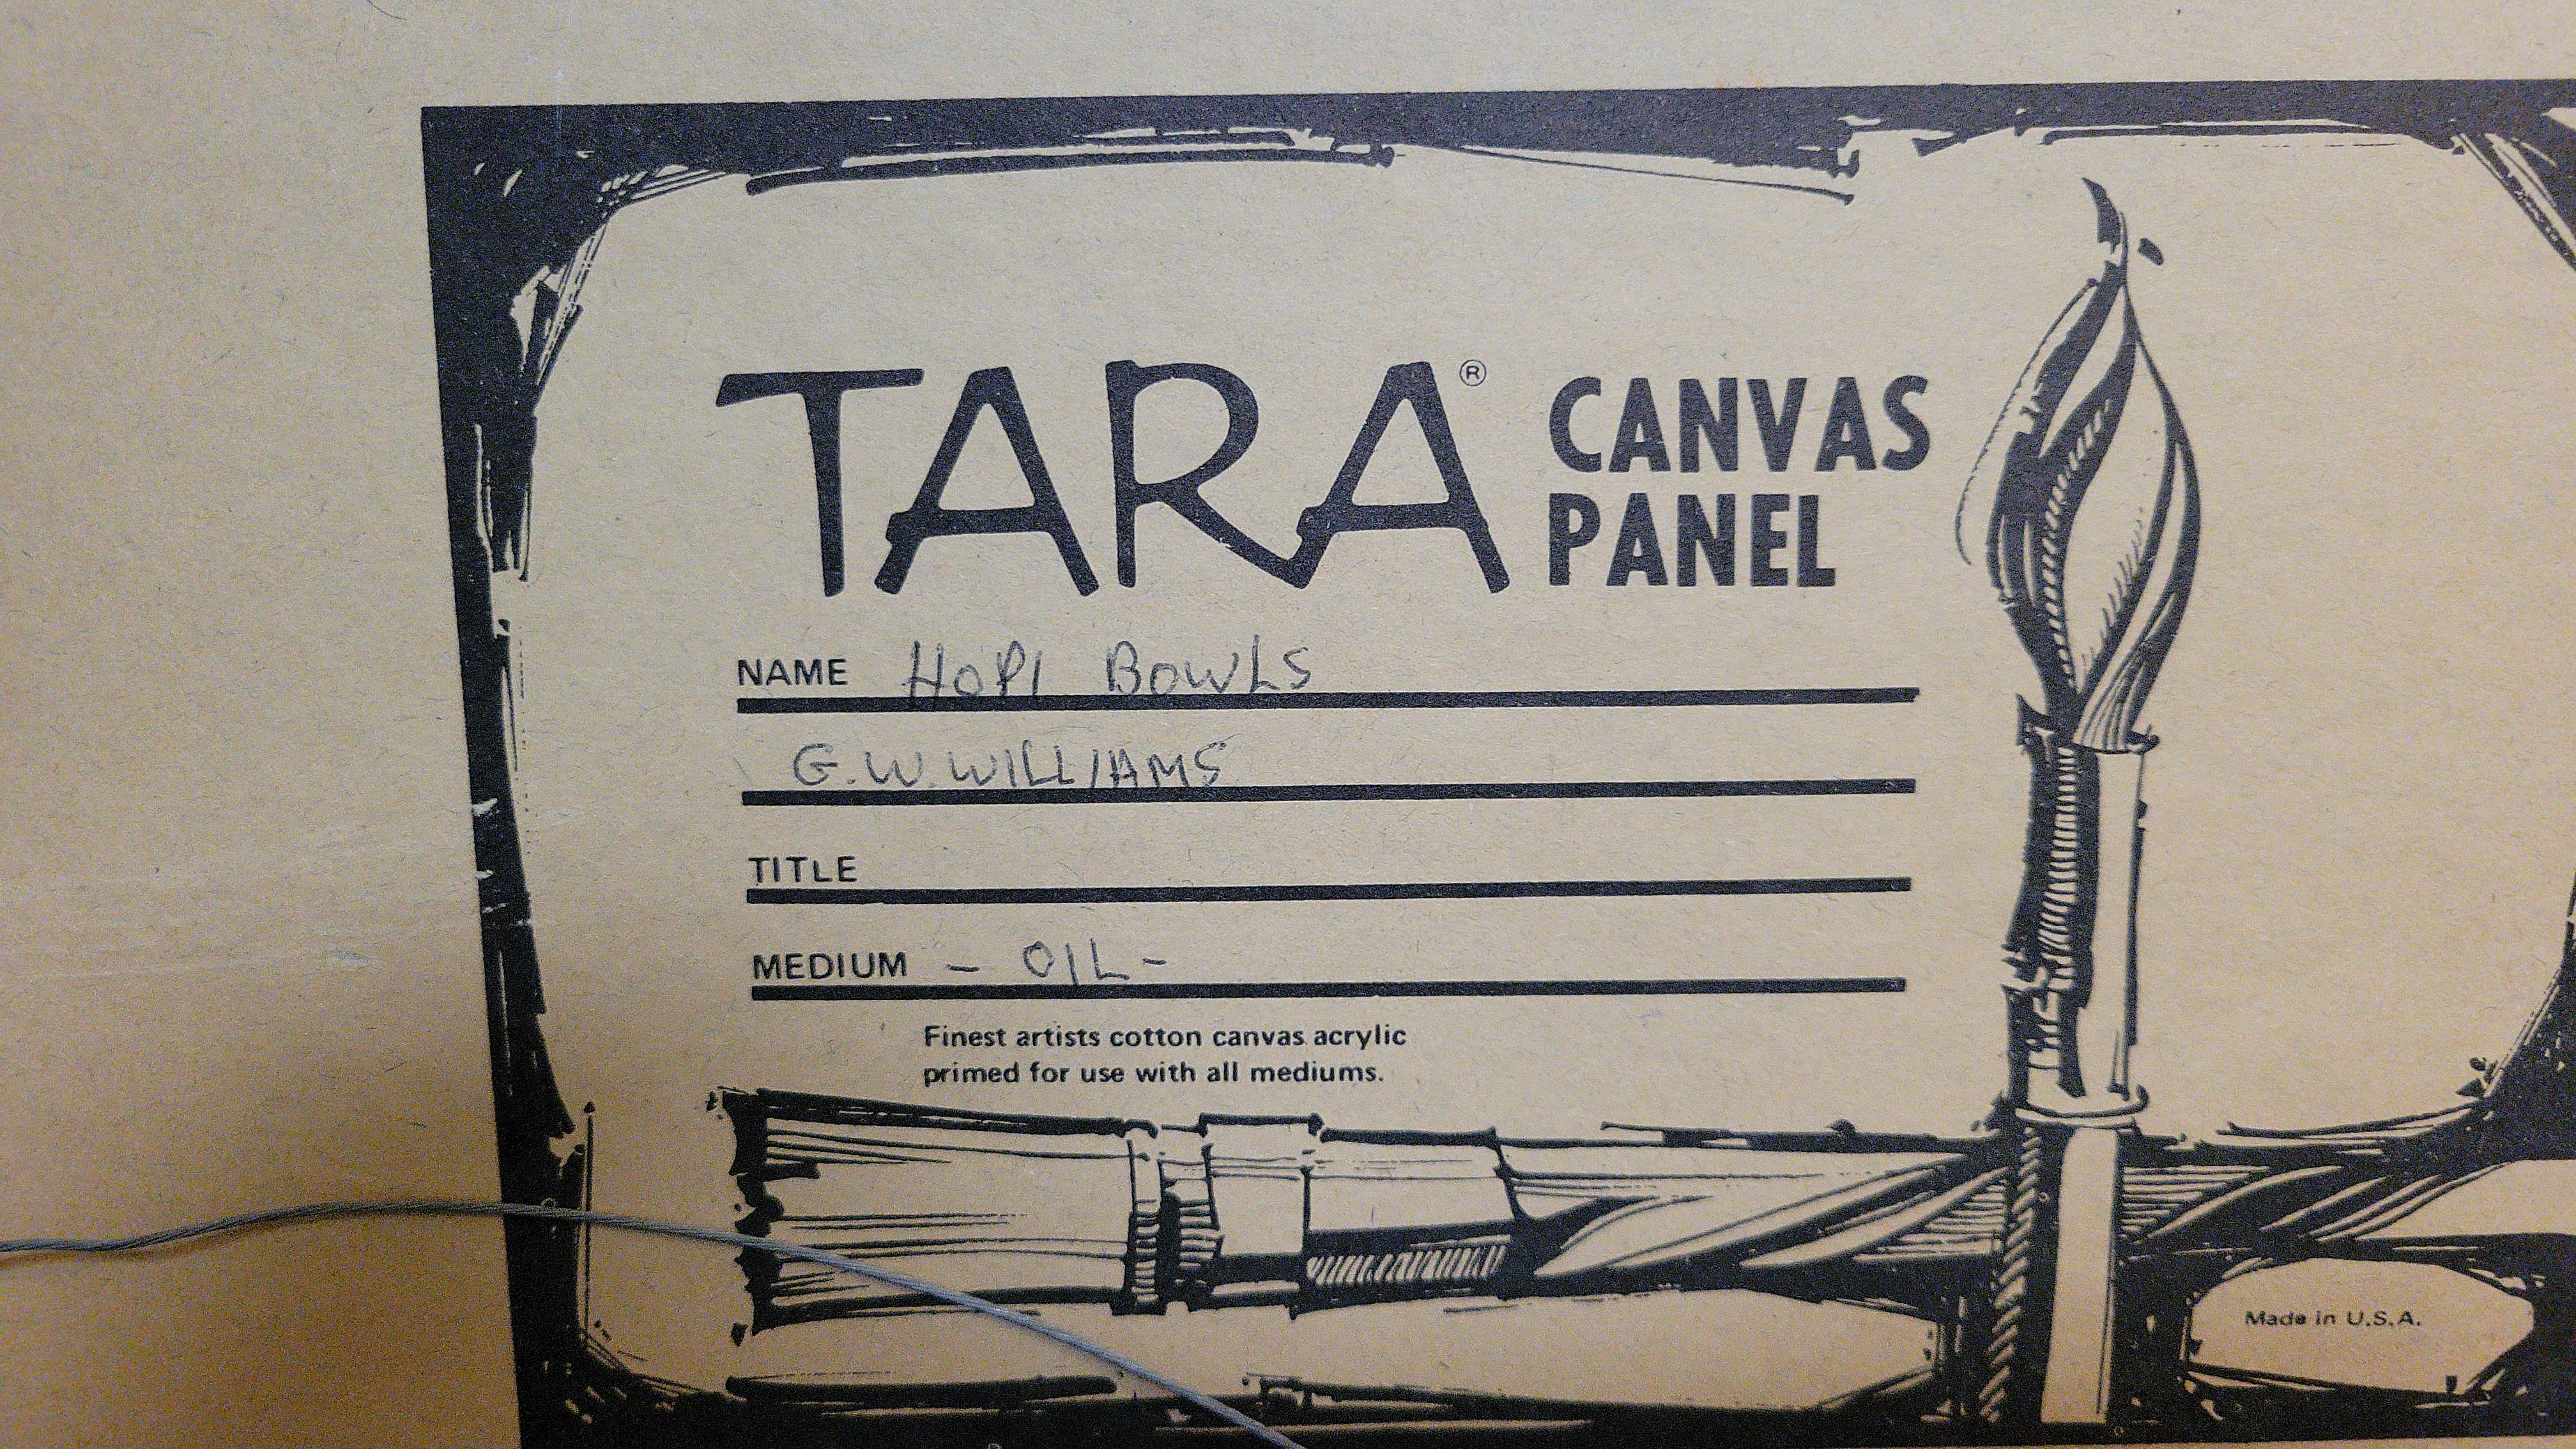 TARA® CANVAS
PANEL
NAME HOPI BOWLS
G.W. WILLIAMS
TITLE
MEDIUM - OIL -
Finest artists cotton canvas acrylic
primed for use with all mediums.
Made in U.S.A.